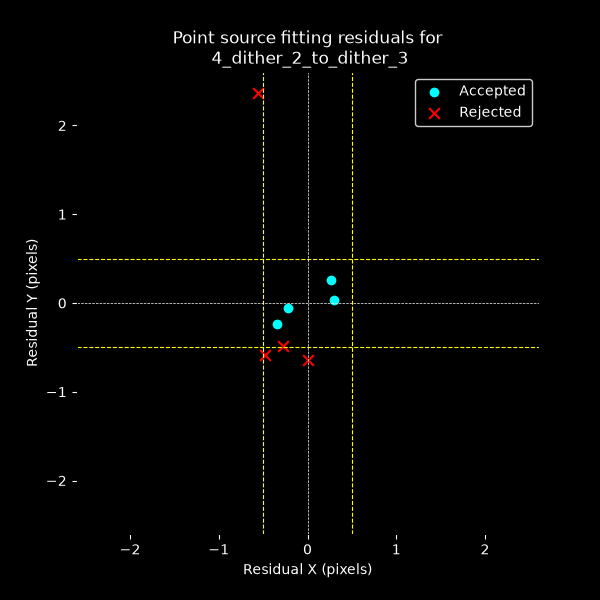 Point source fitting residuals for
4_dither_2_to_dither_3
Accepted
Rejected
2
1
0
−1
−2
Residual Y (pixels)
−2
−1
0
1
2
Residual X (pixels)